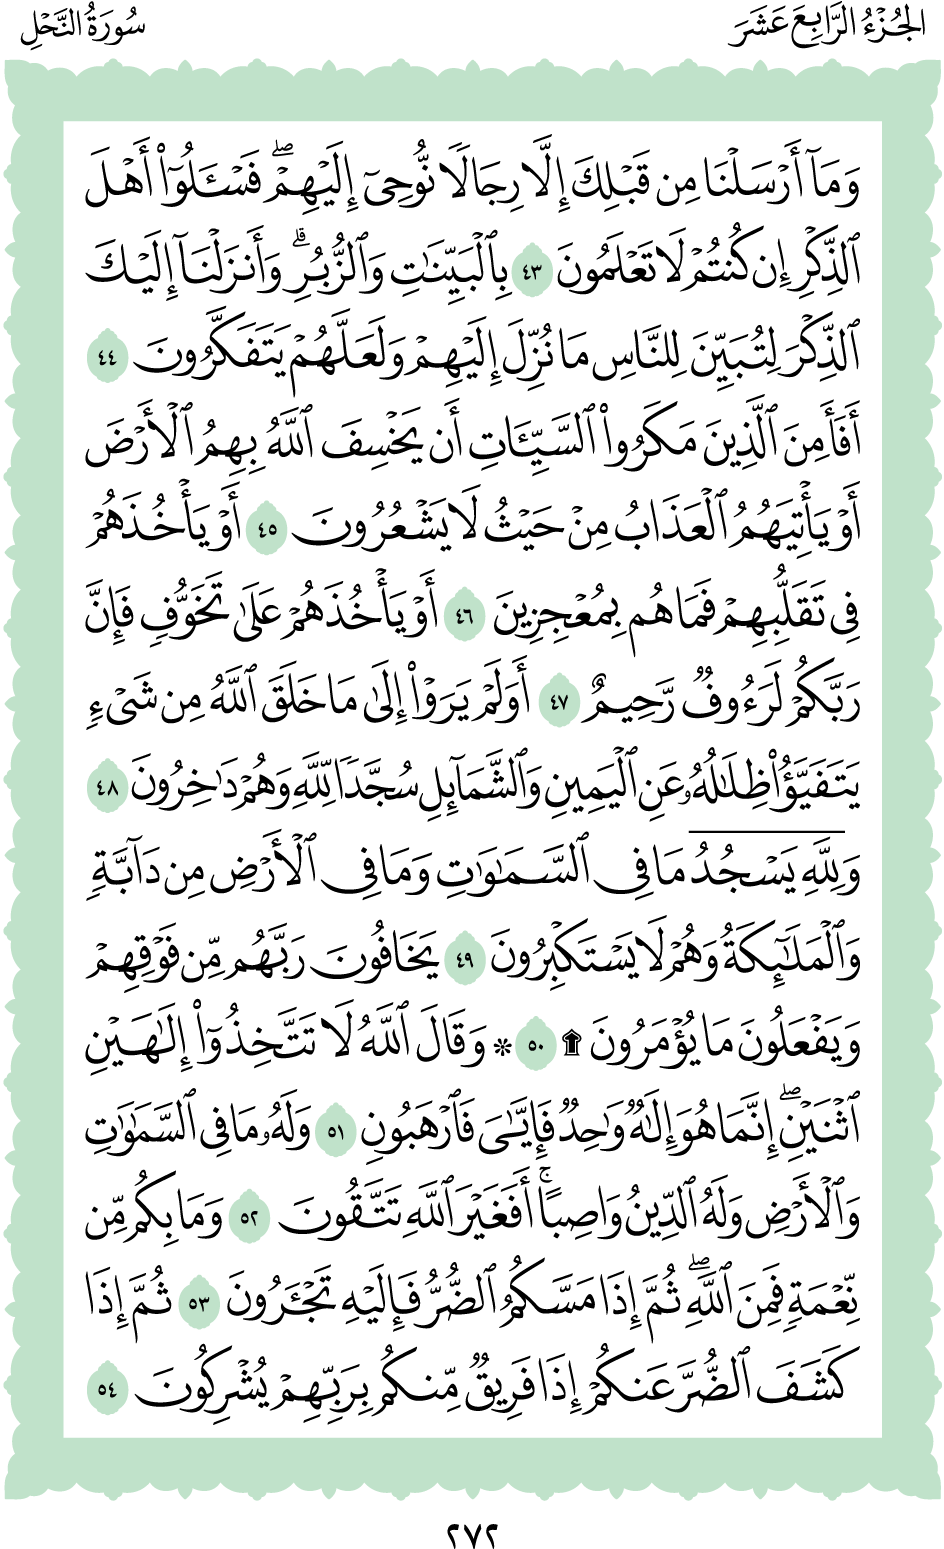 الجُزْءُ الرَّابِعَ عَشَرَ
سُورَةُ النَّحْلِ
وَمَآ أَرْسَلْنَا مِن قَبْلِكَ إِلَّا رِجَالًا نُّوحِىٓ إِلَيْهِمْ ۖ فَسْـَٔلُوٓا۟ أَهْلَ
ٱلذِّكْرِ إِن كُنتُمْ لَا تَعْلَمُونَ ٤٣ بِٱلْبَيِّنَٰتِ وَٱلزُّبُرِ ۗ وَأَنزَلْنَآ إِلَيْكَ
ٱلذِّكْرَ لِتُبَيِّنَ لِلنَّاسِ مَا نُزِّلَ إِلَيْهِمْ وَلَعَلَّهُمْ يَتَفَكَّرُونَ ٤٤
أَفَأَمِنَ ٱلَّذِينَ مَكَرُوا۟ ٱلسَّيِّـَٔاتِ أَن يَخْسِفَ ٱللَّهُ بِهِمُ ٱلْأَرْضَ
أَوْ يَأْتِيَهُمُ ٱلْعَذَابُ مِنْ حَيْثُ لَا يَشْعُرُونَ ٤٥ أَوْ يَأْخُذَهُمْ
فِى تَقَلُّبِهِمْ فَمَا هُم بِمُعْجِزِينَ ٤٦ أَوْ يَأْخُذَهُمْ عَلَىٰ تَخَوُّفٍ فَإِنَّ
رَبَّكُمْ لَرَءُوفٌ رَّحِيمٌ ٤٧ أَوَلَمْ يَرَوْا۟ إِلَىٰ مَا خَلَقَ ٱللَّهُ مِن شَىْءٍ
يَتَفَيَّؤُا۟ ظِلَٰلُهُۥ عَنِ ٱلْيَمِينِ وَٱلشَّمَآئِلِ سُجَّدًا لِّلَّهِ وَهُمْ دَٰخِرُونَ ٤٨
وَلِلَّهِ يَسْجُدُ مَا فِى ٱلسَّمَٰوَٰتِ وَمَا فِى ٱلْأَرْضِ مِن دَآبَّةٍ
وَٱلْمَلَٰٓئِكَةُ وَهُمْ لَا يَسْتَكْبِرُونَ ٤٩ يَخَافُونَ رَبَّهُم مِّن فَوْقِهِمْ
وَيَفْعَلُونَ مَا يُؤْمَرُونَ ۩ ٥٠ ۞ وَقَالَ ٱللَّهُ لَا تَتَّخِذُوٓا۟ إِلَٰهَيْنِ
ٱثْنَيْنِ ۖ إِنَّمَا هُوَ إِلَٰهٌ وَٰحِدٌ فَإِيَّٰىَ فَٱرْهَبُونِ ٥١ وَلَهُۥ مَا فِى ٱلسَّمَٰوَٰتِ
وَٱلْأَرْضِ وَلَهُ ٱلدِّينُ وَاصِبًا ۚ أَفَغَيْرَ ٱللَّهِ تَتَّقُونَ ٥٢ وَمَا بِكُم مِّن
نِّعْمَةٍ فَمِنَ ٱللَّهِ ۖ ثُمَّ إِذَا مَسَّكُمُ ٱلضُّرُّ فَإِلَيْهِ تَجْـَٔرُونَ ٥٣ ثُمَّ إِذَا
كَشَفَ ٱلضُّرَّ عَنكُمْ إِذَا فَرِيقٌ مِّنكُم بِرَبِّهِمْ يُشْرِكُونَ ٥٤
٢٧٢